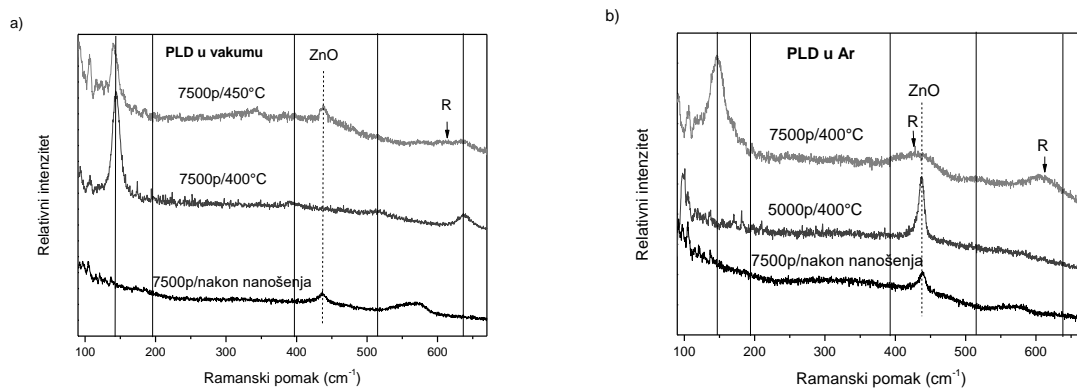 a)
PLD u vakumu
ZnO
7500p/450°C
R
7500p/400°C
7500p/nakon nanošenja
Relativni intenzitet
100 200 300 400 500 600
Ramanski pomak (cm-1)
b)
PLD u Ar
ZnO
R
R
7500p/400°C
5000p/400°C
7500p/nakon nanošenja
Relativni intenzitet
100 200 300 400 500 600
Ramanski pomak (cm-1)